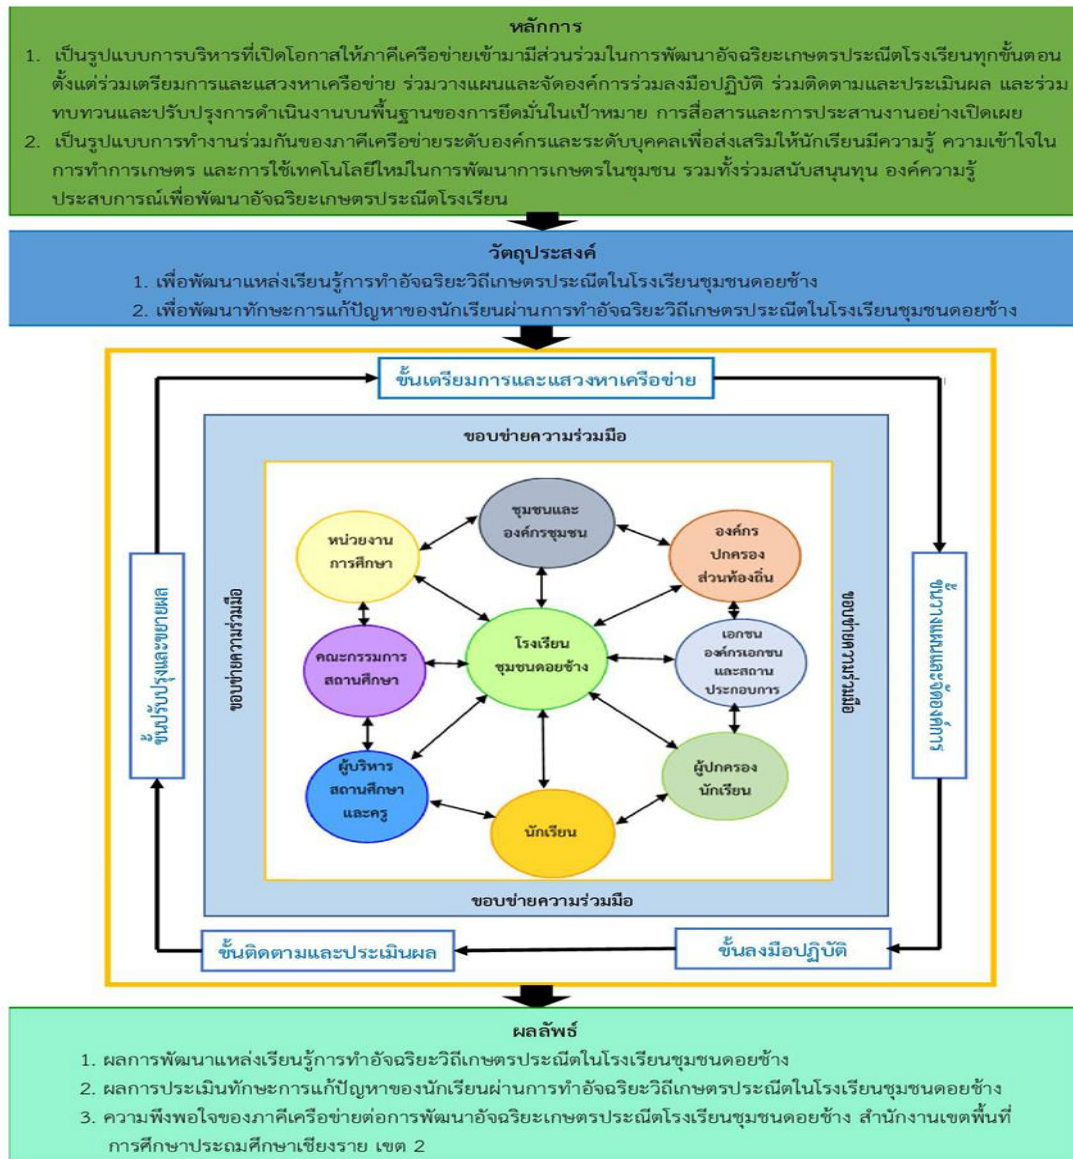 หลักการ
1. เป็นรูปแบบการบริหารที่เปิดโอกาสให้ภาคีเครือข่ายเข้ามามีส่วนร่วมในการพัฒนาอัจฉริยะเกษตรประณีตโรงเรียนทุกขั้นตอน
ตั้งแต่ร่วมเตรียมการและแสวงหาเครือข่าย ร่วมวางแผนและจัดองค์การร่วมลงมือปฏิบัติ ร่วมติดตามและประเมินผล และร่วม
ทบทวนและปรับปรุงการดำเนินงานบนพื้นฐานของการยึดมั่นในเป้าหมาย การสื่อสารและการประสานงานอย่างเปิดเผย
2. เป็นรูปแบบการทำงานร่วมกันของภาคีเครือข่ายระดับองค์กรและระดับบุคคลเพื่อส่งเสริมให้นักเรียนมีความรู้ ความเข้าใจใน
การทำการเกษตร และการใช้เทคโนโลยีใหม่ในการพัฒนาการเกษตรในชุมชน รวมทั้งร่วมสนับสนุนทุน องค์ความรู้
ประสบการณ์เพื่อพัฒนาอัจฉริยะเกษตรประณีตโรงเรียน
วัตถุประสงค์
1. เพื่อพัฒนาแหล่งเรียนรู้การทำอัจฉริยะวิถีเกษตรประณีตในโรงเรียนชุมชนดอยช้าง
2. เพื่อพัฒนาทักษะการแก้ปัญหาของนักเรียนผ่านการทำอัจฉริยะวิถีเกษตรประณีตในโรงเรียนชุมชนดอยช้าง
ขั้นเตรียมการและแสวงหาเครือข่าย
ขอบข่ายความร่วมมือ
ชุมชนและ
องค์กรชุมชน
หน่วยงาน
การศึกษา
องค์กร
ปกครอง
ส่วนท้องถิ่น
ขั้นปรับปรุงและขยายผล
ขอบข่ายความร่วมมือ
คณะกรรมการ
สถานศึกษา
โรงเรียน
ชุมชนดอยช้าง
เอกชน
องค์กรเอกชน
และสถาน
ประกอบการ
ขอบข่ายความร่วมมือ
ขั้นวางแผนและจัดองค์การ
ผู้บริหาร
สถานศึกษา
และครู
นักเรียน
ผู้ปกครอง
นักเรียน
ขอบข่ายความร่วมมือ
ขั้นติดตามและประเมินผล
ขั้นลงมือปฏิบัติ
ผลลัพธ์
1. ผลการพัฒนาแหล่งเรียนรู้การทำอัจฉริยะวิถีเกษตรประณีตในโรงเรียนชุมชนดอยช้าง
2. ผลการประเมินทักษะการแก้ปัญหาของนักเรียนผ่านการทำอัจฉริยะวิถีเกษตรประณีตในโรงเรียนชุมชนดอยช้าง
3. ความพึงพอใจของภาคีเครือข่ายต่อการพัฒนาอัจฉริยะเกษตรประณีตโรงเรียนชุมชนดอยช้าง สำนักงานเขตพื้นที่
การศึกษาประถมศึกษาเชียงราย เขต 2